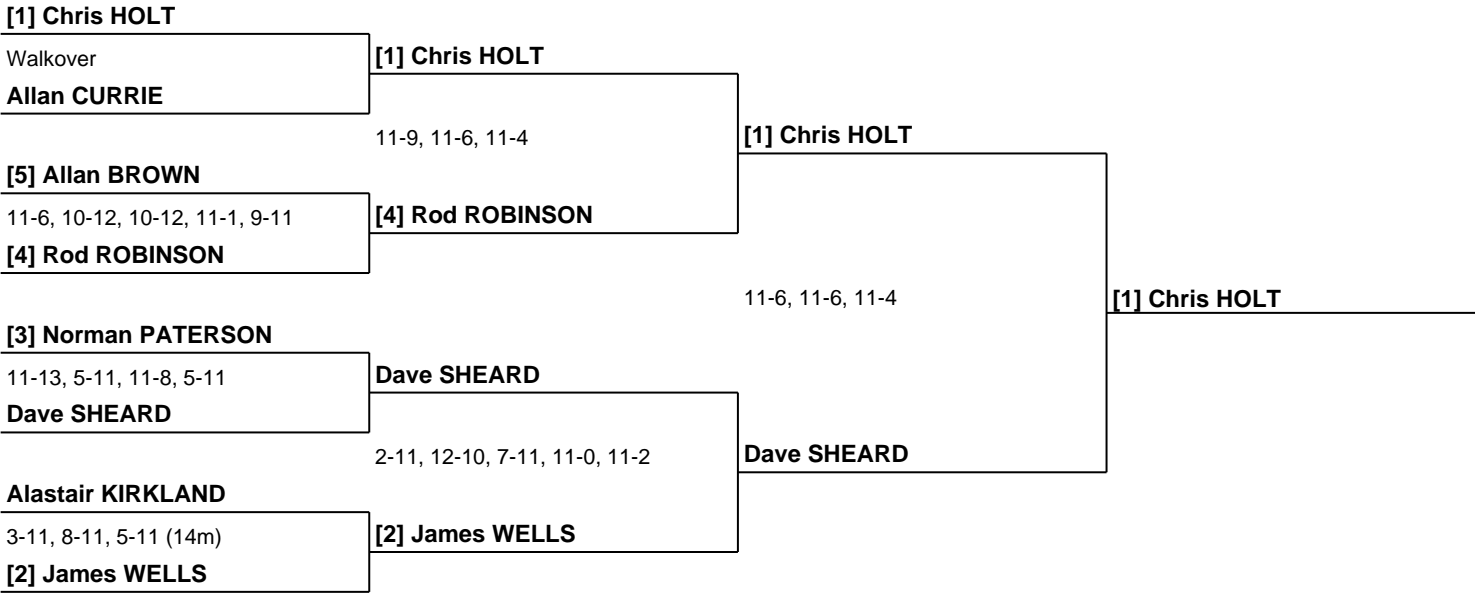 [1] Chris HOLT
Walkover
[1] Chris HOLT
Allan CURRIE
11-9, 11-6, 11-4
[1] Chris HOLT
[5] Allan BROWN
11-6, 10-12, 10-12, 11-1, 9-11
[4] Rod ROBINSON
[4] Rod ROBINSON
11-6, 11-6, 11-4
[1] Chris HOLT
[3] Norman PATERSON
11-13, 5-11, 11-8, 5-11
Dave SHEARD
Dave SHEARD
2-11, 12-10, 7-11, 11-0, 11-2
Dave SHEARD
Alastair KIRKLAND
3-11, 8-11, 5-11 (14m)
[2] James WELLS
[2] James WELLS